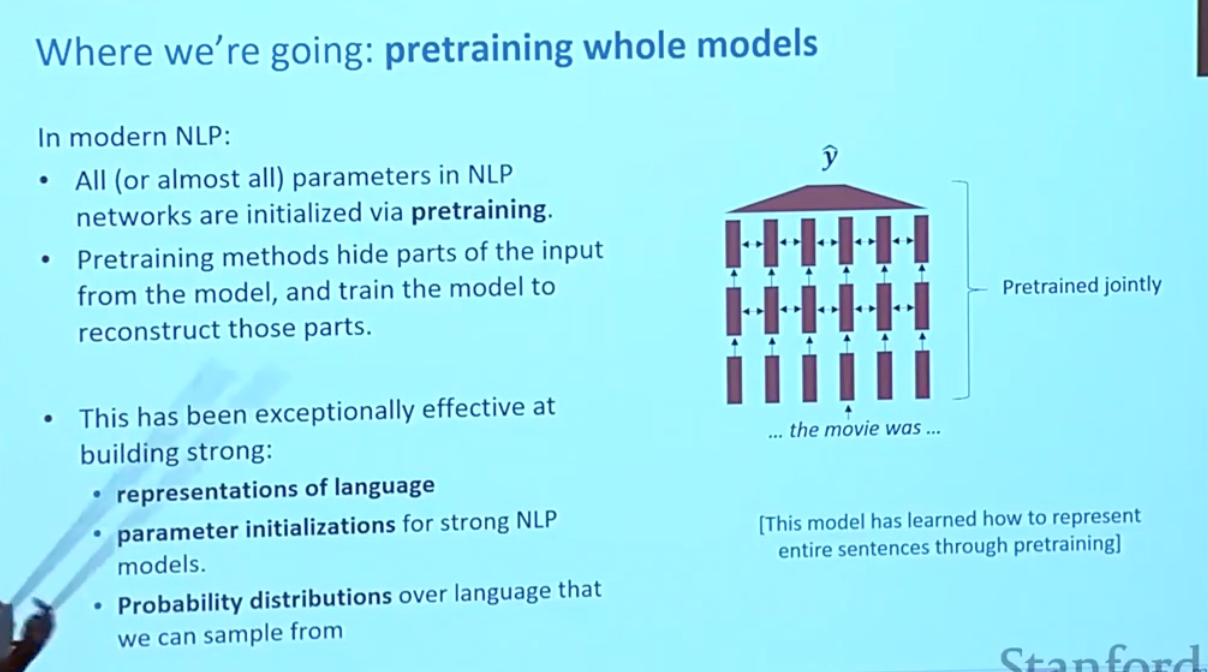 Where we're going: pretraining whole models
In modern NLP:
• All (or almost all) parameters in NLP
networks are initialized via pretraining.
• Pretraining methods hide parts of the input
from the model, and train the model to
reconstruct those parts.
• This has been exceptionally effective at
building strong:
• representations of language
• parameter initializations for strong NLP
models.
• Probability distributions over language that
we can sample from
ŷ
Pretrained jointly
... the movie was ...
[This model has learned how to represent
entire sentences through pretraining]
Stanford